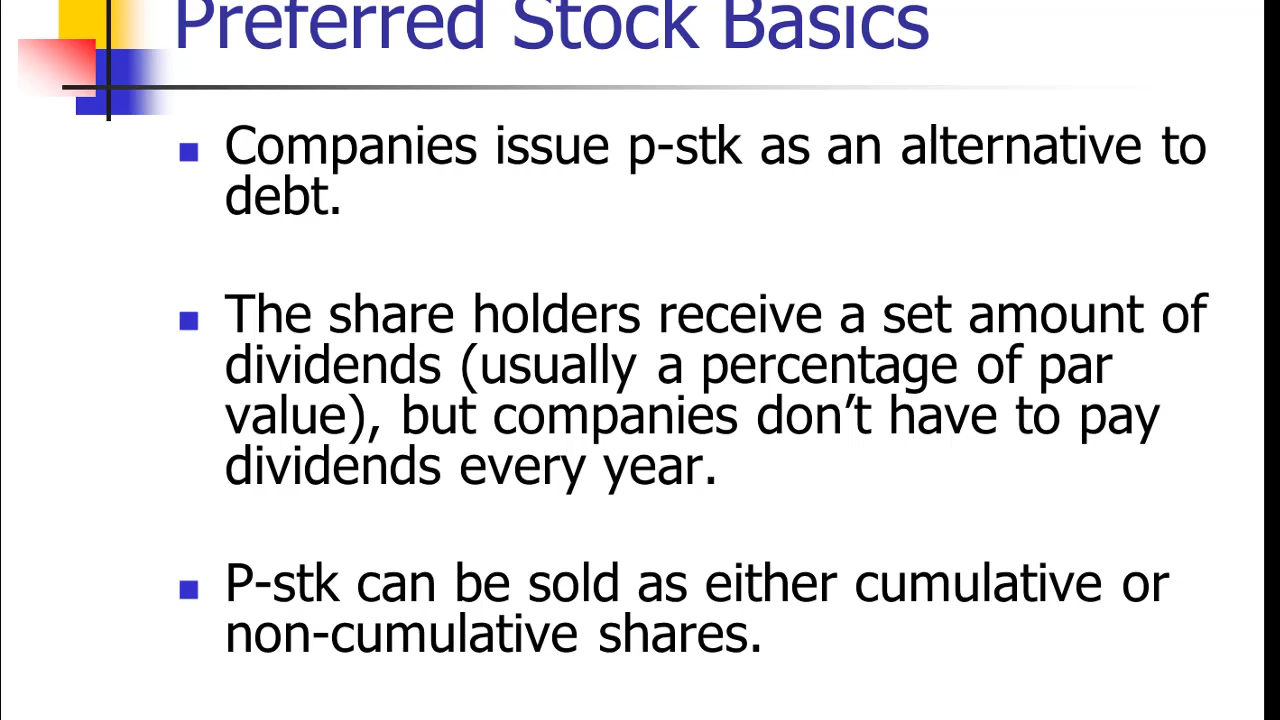 Preferred Stock Basics
Companies issue p-stk as an alternative to
debt.
The share holders receive a set amount of
dividends (usually a percentage of par
value), but companies don’t have to pay
dividends every year.
P-stk can be sold as either cumulative or
non-cumulative shares.